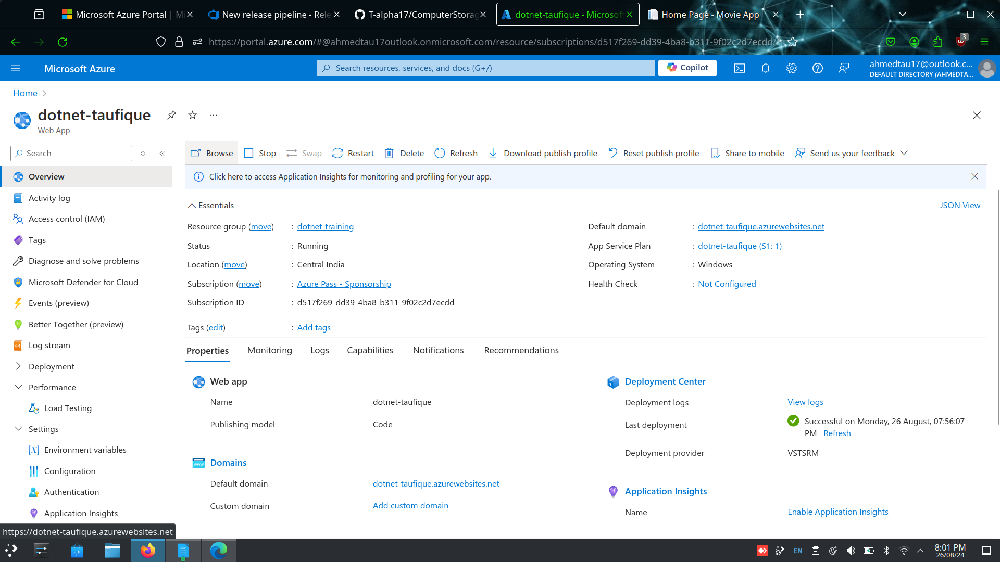 Microsoft Azure Portal | M
New release pipeline - Rele
T-alpha17/ComputerStorag
dotnet-taufique - Microsoft
Home Page - Movie App
https://portal.azure.com/#@ahmedtau17outlook.onmicrosoft.com/resource/subscriptions/d517f269-dd39-4ba8-b311-9f02c2d7ecdd/
3
Microsoft Azure
Search resources, services, and docs (G+/)
Copilot
ahmedtau17@outlook.c...
DEFAULT DIRECTORY (AHMEDTA...
Home
dotnet-taufique
Web App
Search
Browse
Stop
Swap
Restart
Delete
Refresh
Download publish profile
Reset publish profile
Share to mobile
Send us your feedback
Click here to access Application Insights for monitoring and profiling for your app.
Overview
Activity log
Access control (IAM)
Tags
Diagnose and solve problems
Microsoft Defender for Cloud
Events (preview)
Better Together (preview)
Log stream
Deployment
Performance
Load Testing
Settings
Environment variables
Configuration
Authentication
Application Insights
Essentials
JSON View
Resource group (move) : dotnet-training
Status : Running
Location (move) : Central India
Subscription (move) : Azure Pass - Sponsorship
Subscription ID : d517f269-dd39-4ba8-b311-9f02c2d7ecdd
Tags (edit) : Add tags
Default domain : dotnet-taufique.azurewebsites.net
App Service Plan : dotnet-taufique (S1: 1)
Operating System : Windows
Health Check : Not Configured
Properties
Monitoring
Logs
Capabilities
Notifications
Recommendations
Web app
Name dotnet-taufique
Publishing model Code
Domains
Default domain dotnet-taufique.azurewebsites.net
Custom domain Add custom domain
Deployment Center
Deployment logs View logs
Last deployment Successful on Monday, 26 August, 07:56:07
PM Refresh
Deployment provider VSTSRM
Application Insights
Name Enable Application Insights
https://dotnet-taufique.azurewebsites.net
EN
8:01 PM
26/08/24